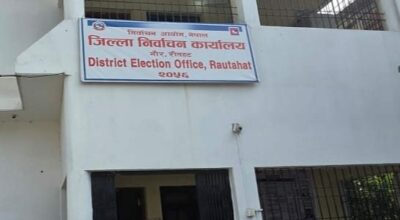 निर्वाचन आयोग, नेपाल
जिल्ला निर्वाचन कार्यालय
गौर, रौतहट
District Election Office, Rautahat
२०५६